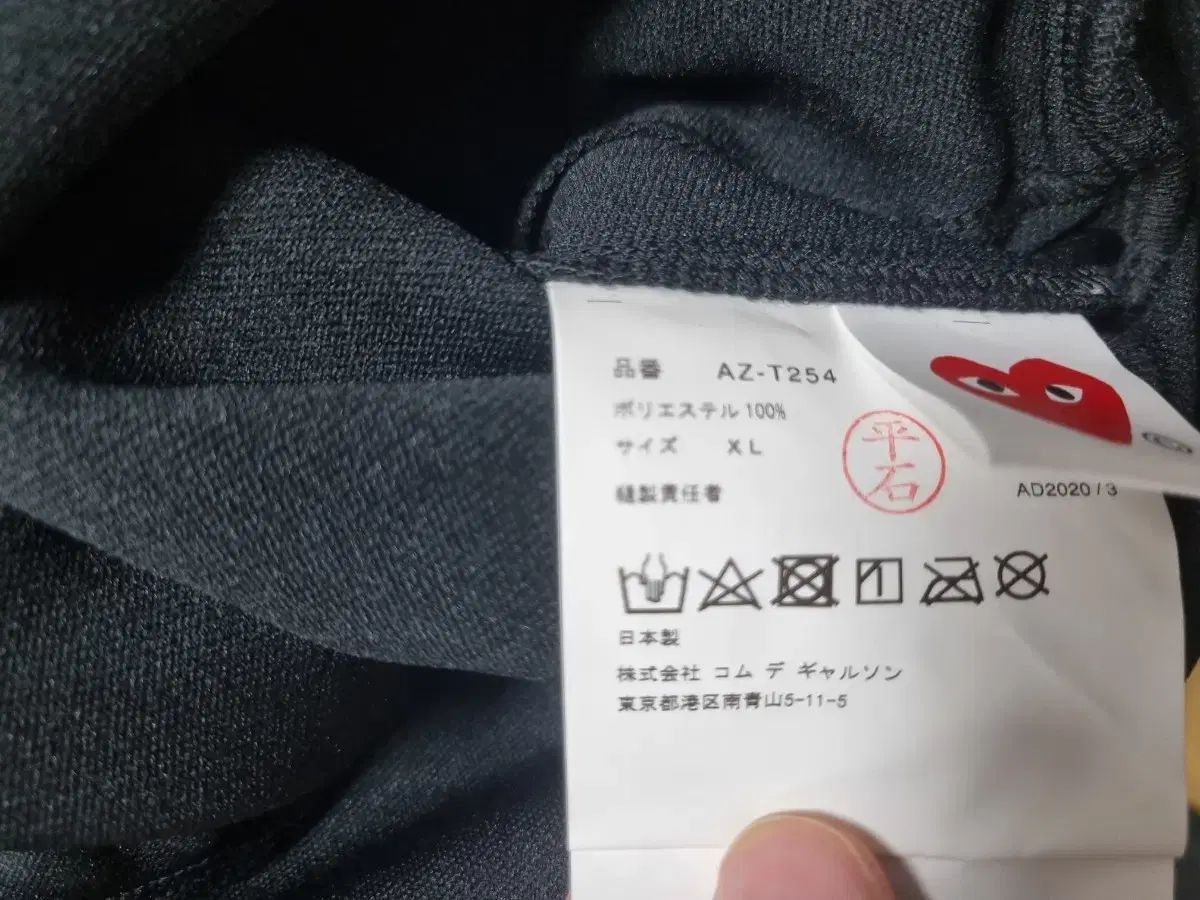 品番 AZ-T254
ポリエステル 100%
サイズ XL
縫製責任者
平石
AD2020 / 3
日本製
株式会社 コム デ ギャルソン
東京都港区南青山5-11-5